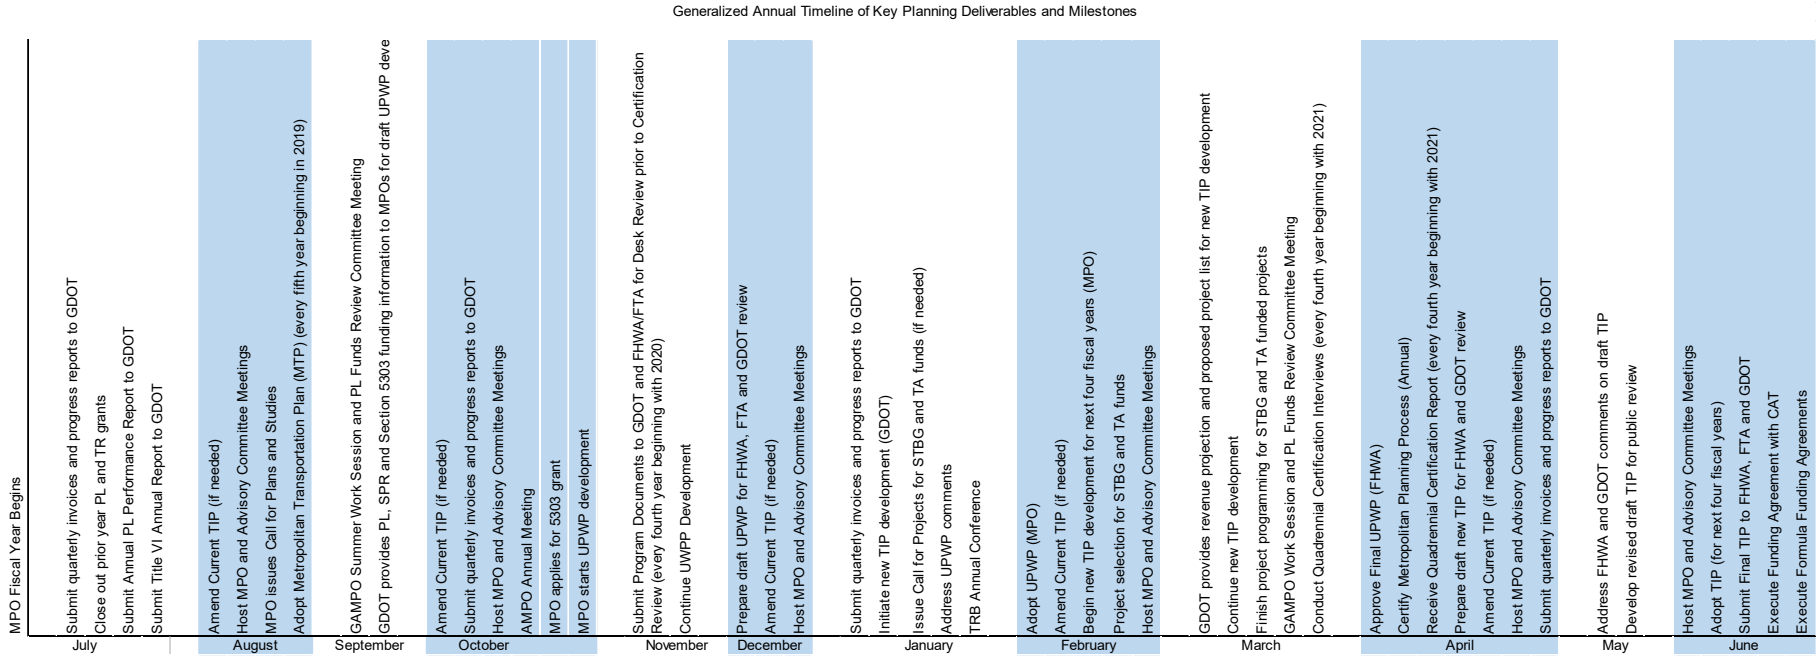 Generalized Annual Timeline of Key Planning Deliverables and Milestones
MPO Fiscal Year Begins
Submit quarterly invoices and progress reports to GDOT
Close out prior year PL and TR grants
Submit Annual PL Performance Report to GDOT
Submit Title VI Annual Report to GDOT
July
Amend Current TIP (if needed)
Host MPO and Advisory Committee Meetings
MPO issues Call for Plans and Studies
Adopt Metropolitan Transportation Plan (MTP) (every fifth year beginning in 2019)
August
GAMPO Summer Work Session and PL Funds Review Committee Meeting
GDOT provides PL, SPR and Section 5303 funding information to MPOs for draft UPWP deve
September
Amend Current TIP (if needed)
Submit quarterly invoices and progress reports to GDOT
Host MPO and Advisory Committee Meetings
AMPO Annual Meeting
MPO applies for 5303 grant
MPO starts UPWP development
October
Submit Program Documents to GDOT and FHWA/FTA for Desk Review prior to Certification
Review (every fourth year beginning with 2020)
Continue UWPP Development
November
Prepare draft UPWP for FHWA, FTA and GDOT review
Amend Current TIP (if needed)
Host MPO and Advisory Committee Meetings
December
Submit quarterly invoices and progress reports to GDOT
Initiate new TIP development (GDOT)
Issue Call for Projects for STBG and TA funds (if needed)
Address UPWP comments
TRB Annual Conference
January
Adopt UPWP (MPO)
Amend Current TIP (if needed)
Begin new TIP development for next four fiscal years (MPO)
Project selection for STBG and TA funds
Host MPO and Advisory Committee Meetings
February
GDOT provides revenue projection and proposed project list for new TIP development
Continue new TIP development
Finish project programming for STBG and TA funded projects
GAMPO Work Session and PL Funds Review Committee Meeting
Conduct Quadrennial Certification Interviews (every fourth year beginning with 2021)
March
Approve Final UPWP (FHWA)
Certify Metropolitan Planning Process (Annual)
Receive Quadrennial Certification Report (every fourth year beginning with 2021)
Prepare draft new TIP for FHWA and GDOT review
Amend Current TIP (if needed)
Host MPO and Advisory Committee Meetings
Submit quarterly invoices and progress reports to GDOT
April
Address FHWA and GDOT comments on draft TIP
Develop revised draft TIP for public review
May
Host MPO and Advisory Committee Meetings
Adopt TIP (for next four fiscal years)
Submit Final TIP to FHWA, FTA and GDOT
Execute Funding Agreement with CAT
Execute Formula Funding Agreements
June